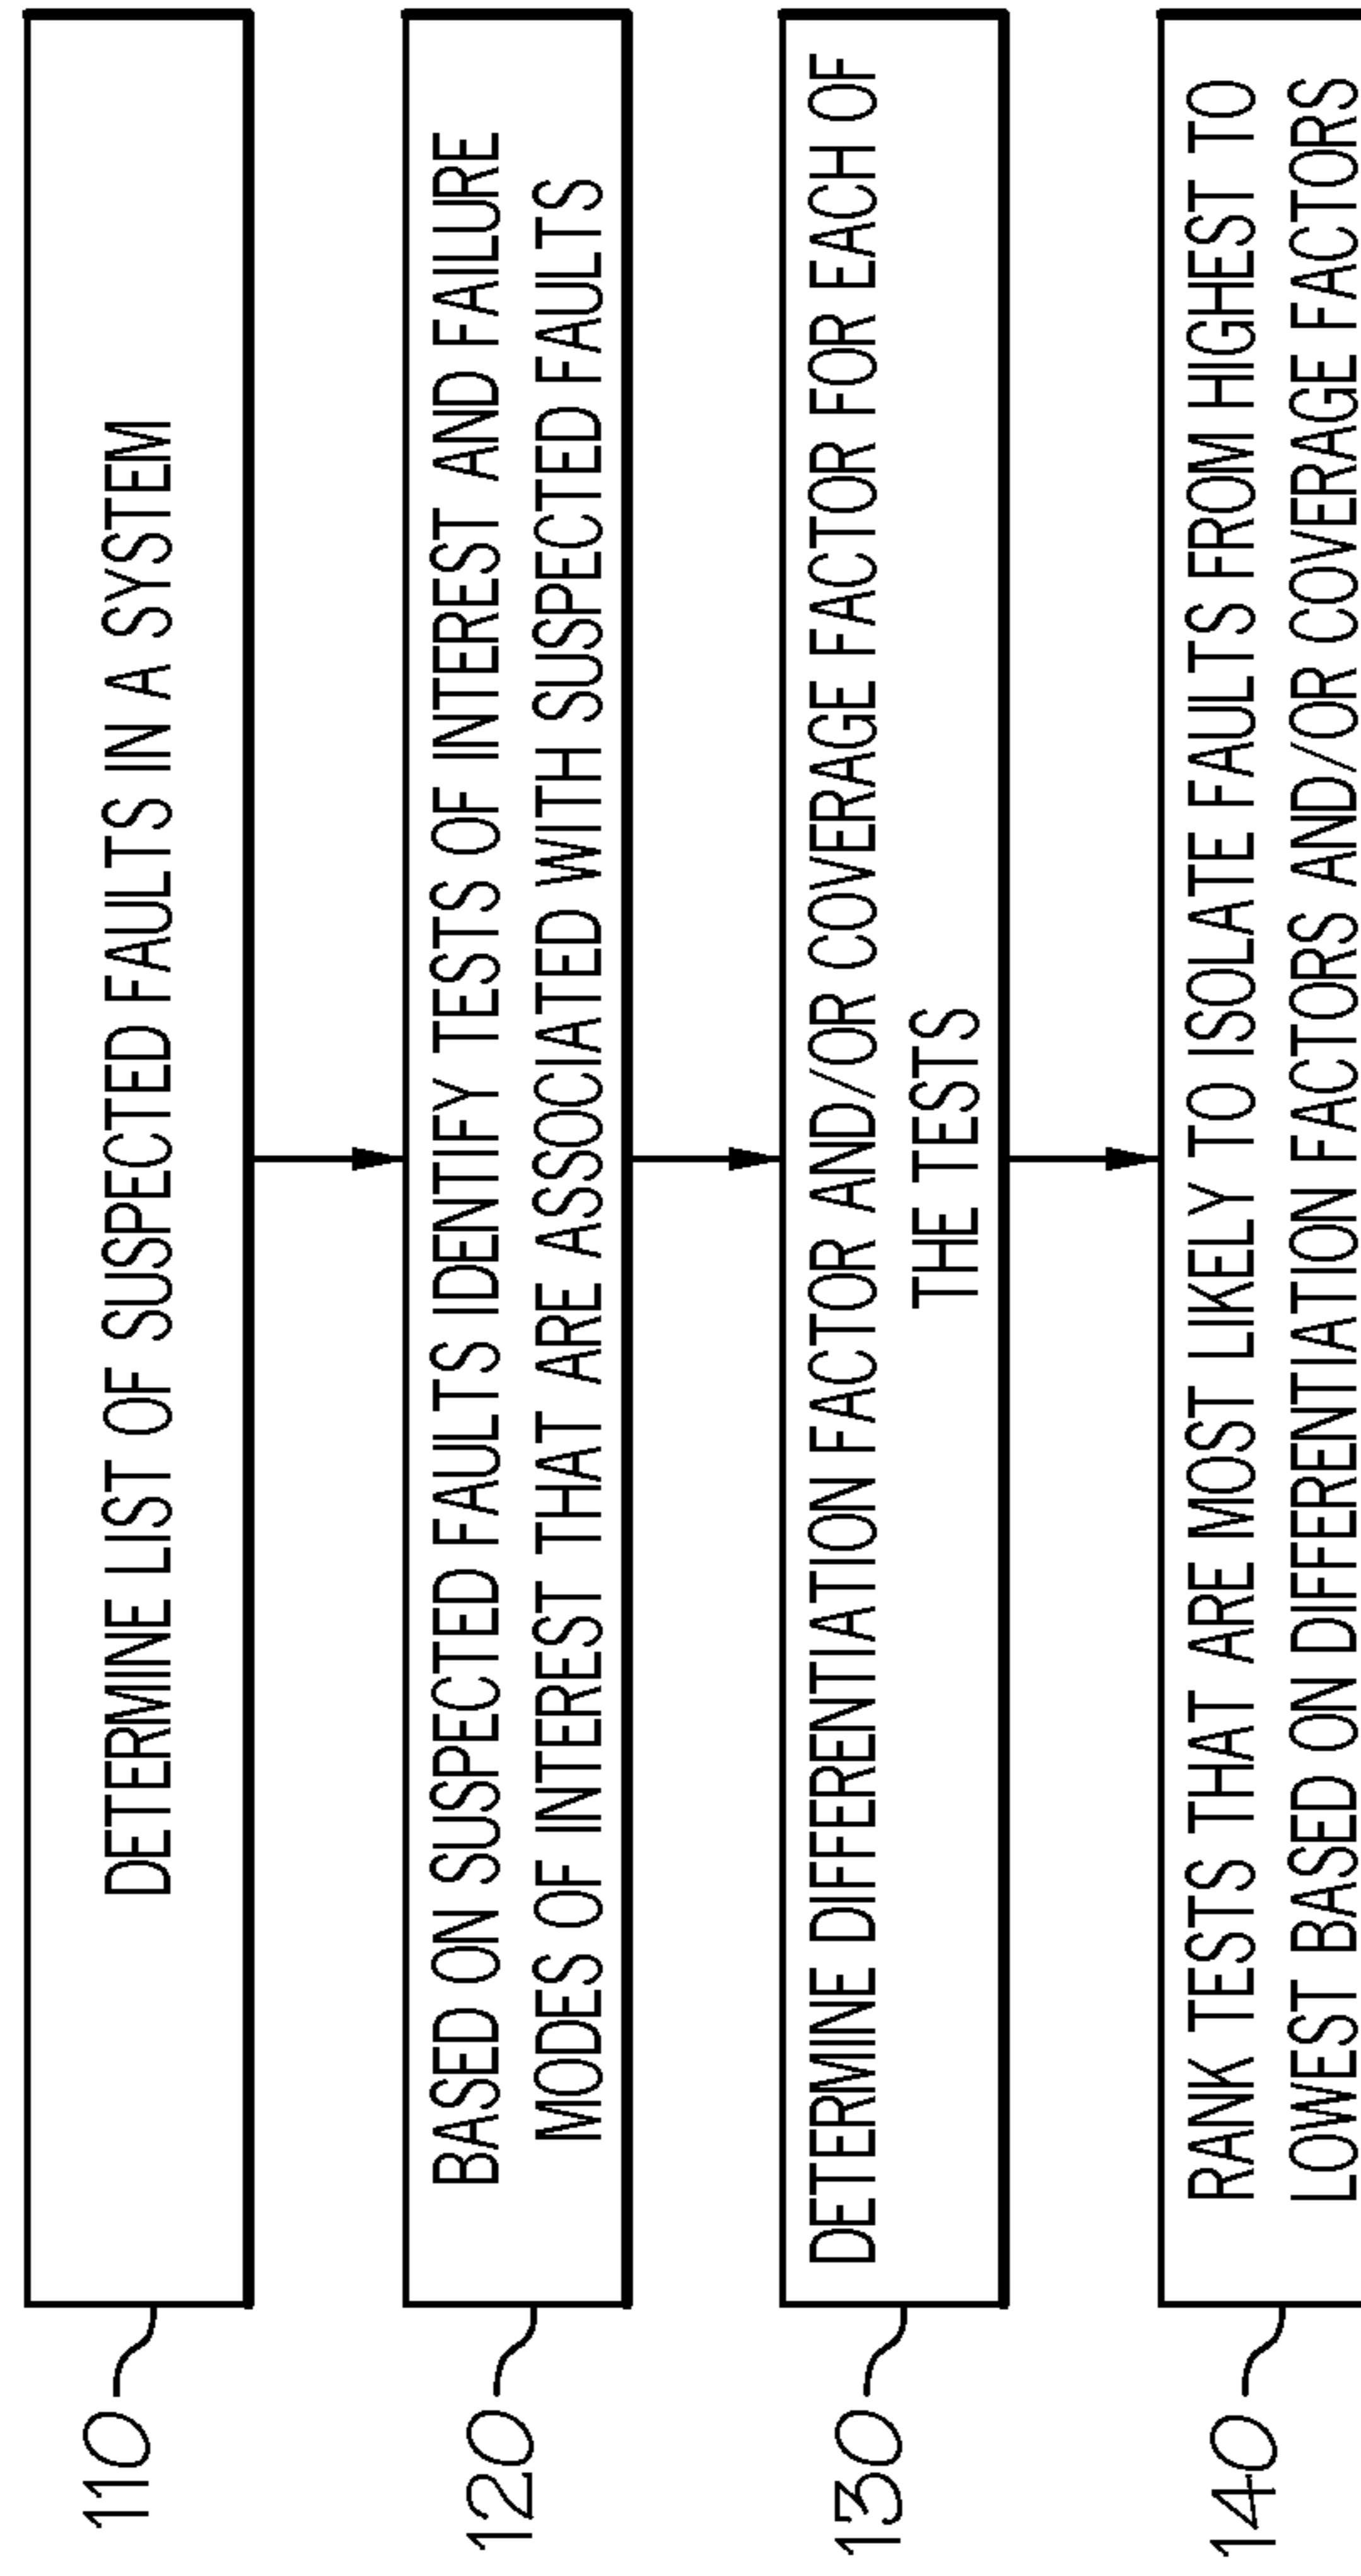 110
DETERMINE LIST OF SUSPECTED FAULTS IN A SYSTEM
120
BASED ON SUSPECTED FAULTS IDENTIFY TESTS OF INTEREST AND FAILURE
MODES OF INTEREST THAT ARE ASSOCIATED WITH SUSPECTED FAULTS
130
DETERMINE DIFFERENTIATION FACTOR AND/OR COVERAGE FACTOR FOR EACH OF
THE TESTS
140
RANK TESTS THAT ARE MOST LIKELY TO ISOLATE FAULTS FROM HIGHEST TO
LOWEST BASED ON DIFFERENTIATION FACTORS AND/OR COVERAGE FACTORS